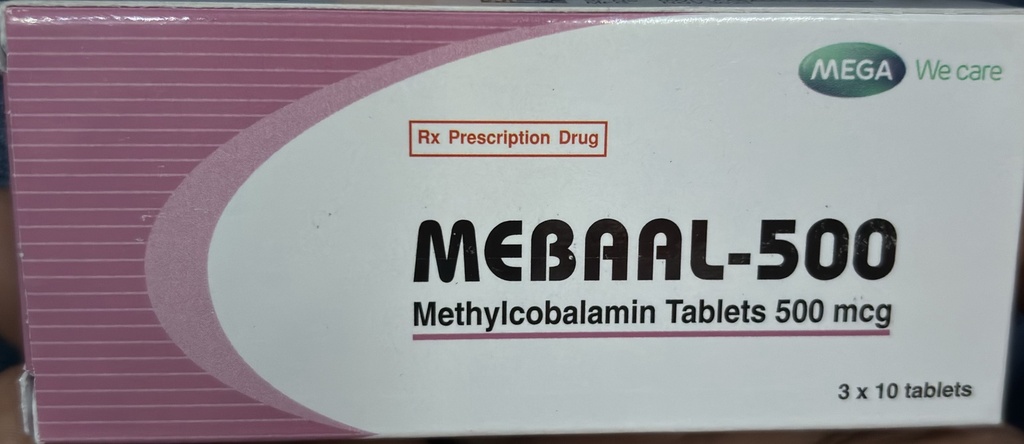 MEGA We care
Rx Prescription Drug
MEBAAL-500
Methylcobalamin Tablets 500 mcg
3 x 10 tablets